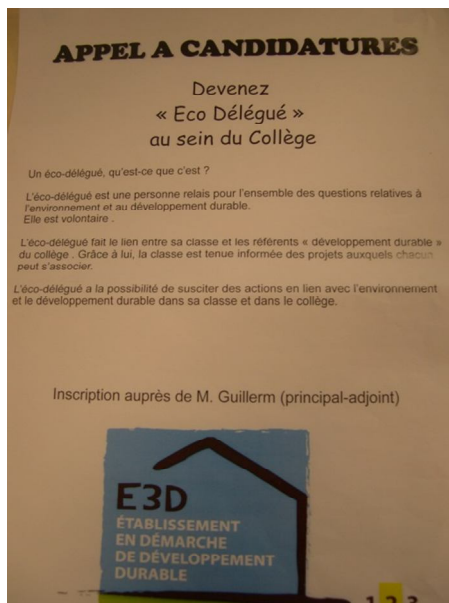 APPEL A CANDIDATURES
Devenez
« Eco Délégué »
au sein du Collège
Un éco-délégué, qu'est-ce que c'est ?
L'éco-délégué est une personne relais pour l'ensemble des questions relatives à
l'environnement et au développement durable.
Elle est volontaire .
L'éco-délégué fait le lien entre sa classe et les référents « développement durable »
du collège . Grâce à lui, la classe est tenue informée des projets auxquels chacun
peut s'associer.
L'éco-délégué a la possibilité de susciter des actions en lien avec l'environnement
et le développement durable dans sa classe et dans le collège.
Inscription auprès de M. Guillerm (principal-adjoint)
E3D
ÉTABLISSEMENT
EN DÉMARCHE
DE DÉVELOPPEMENT
DURABLE
1 2 3